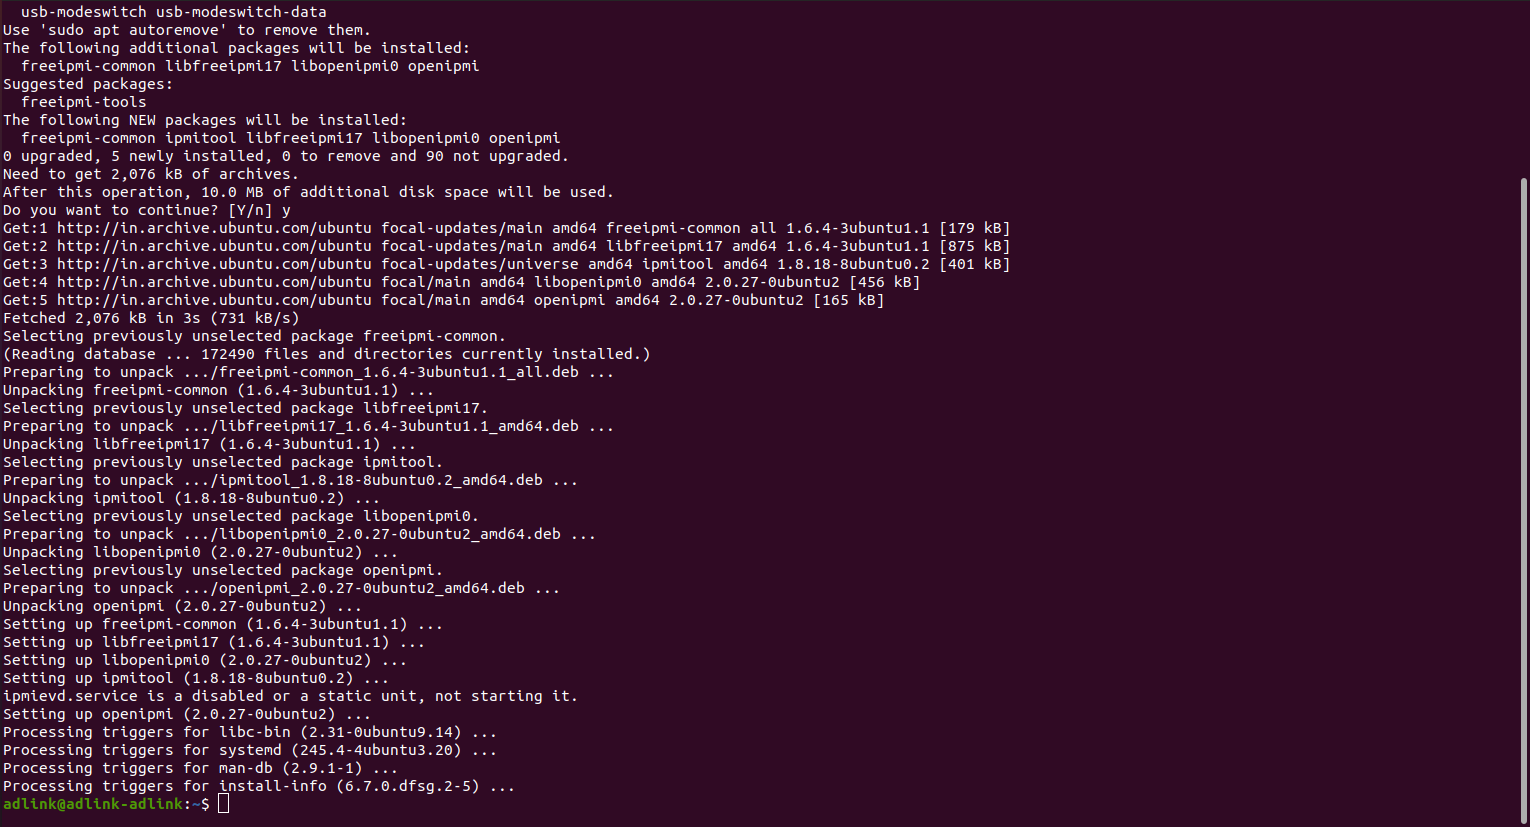 usb-modeswitch usb-modeswitch-data
Use 'sudo apt autoremove' to remove them.
The following additional packages will be installed:
  freeipmi-common libfreeipmi17 libopenipmi0 openipmi
Suggested packages:
  freeipmi-tools
The following NEW packages will be installed:
  freeipmi-common ipmitool libfreeipmi17 libopenipmi0 openipmi
0 upgraded, 5 newly installed, 0 to remove and 90 not upgraded.
Need to get 2,076 kB of archives.
After this operation, 10.0 MB of additional disk space will be used.
Do you want to continue? [Y/n] y
Get:1 http://in.archive.ubuntu.com/ubuntu focal-updates/main amd64 freeipmi-common all 1.6.4-3ubuntu1.1 [179 kB]
Get:2 http://in.archive.ubuntu.com/ubuntu focal-updates/main amd64 libfreeipmi17 amd64 1.6.4-3ubuntu1.1 [875 kB]
Get:3 http://in.archive.ubuntu.com/ubuntu focal-updates/universe amd64 ipmitool amd64 1.8.18-8ubuntu0.2 [401 kB]
Get:4 http://in.archive.ubuntu.com/ubuntu focal/main amd64 libopenipmi0 amd64 2.0.27-0ubuntu2 [456 kB]
Get:5 http://in.archive.ubuntu.com/ubuntu focal/main amd64 openipmi amd64 2.0.27-0ubuntu2 [165 kB]
Fetched 2,076 kB in 3s (731 kB/s)
Selecting previously unselected package freeipmi-common.
(Reading database ... 172490 files and directories currently installed.)
Preparing to unpack .../freeipmi-common_1.6.4-3ubuntu1.1_all.deb ...
Unpacking freeipmi-common (1.6.4-3ubuntu1.1) ...
Selecting previously unselected package libfreeipmi17.
Preparing to unpack .../libfreeipmi17_1.6.4-3ubuntu1.1_amd64.deb ...
Unpacking libfreeipmi17 (1.6.4-3ubuntu1.1) ...
Selecting previously unselected package ipmitool.
Preparing to unpack .../ipmitool_1.8.18-8ubuntu0.2_amd64.deb ...
Unpacking ipmitool (1.8.18-8ubuntu0.2) ...
Selecting previously unselected package libopenipmi0.
Preparing to unpack .../libopenipmi0_2.0.27-0ubuntu2_amd64.deb ...
Unpacking libopenipmi0 (2.0.27-0ubuntu2) ...
Selecting previously unselected package openipmi.
Preparing to unpack .../openipmi_2.0.27-0ubuntu2_amd64.deb ...
Unpacking openipmi (2.0.27-0ubuntu2) ...
Setting up freeipmi-common (1.6.4-3ubuntu1.1) ...
Setting up libfreeipmi17 (1.6.4-3ubuntu1.1) ...
Setting up libopenipmi0 (2.0.27-0ubuntu2) ...
Setting up ipmitool (1.8.18-8ubuntu0.2) ...
ipmievd.service is a disabled or a static unit, not starting it.
Setting up openipmi (2.0.27-0ubuntu2) ...
Processing triggers for libc-bin (2.31-0ubuntu9.14) ...
Processing triggers for systemd (245.4-4ubuntu3.20) ...
Processing triggers for man-db (2.9.1-1) ...
Processing triggers for install-info (6.7.0.dfsg.2-5) ...
adlink@adlink-adlink:~$